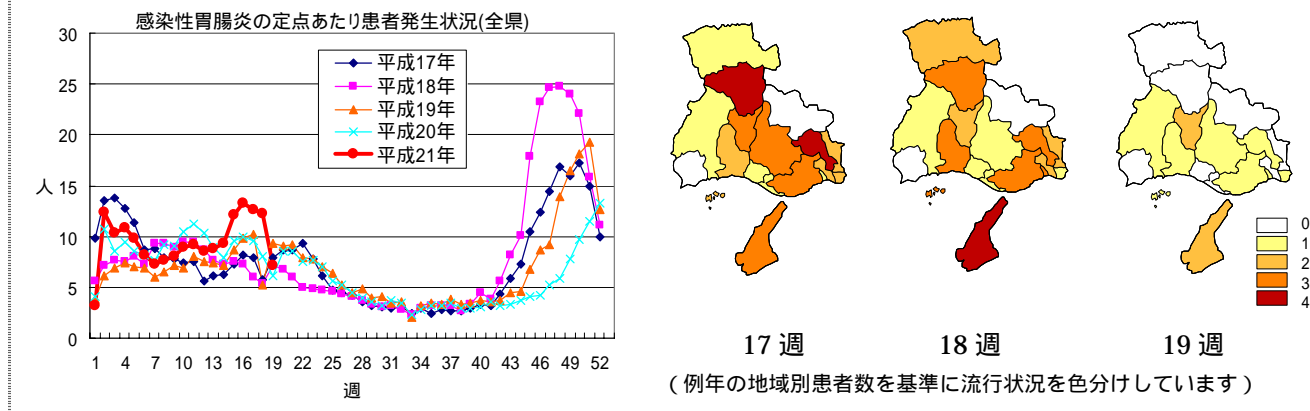 感染性胃腸炎の定点あたり患者発生状況(全県)
30
25
20
15
10
5
0
人
平成17年
平成18年
平成19年
平成20年
平成21年
1 4 7 10 13 16 19 22 25 28 31 34 37 40 43 46 49 52
週
0
1
2
3
4
17 週 18 週 19 週
(例年の地域別患者数を基準に流行状況を色分けしています)